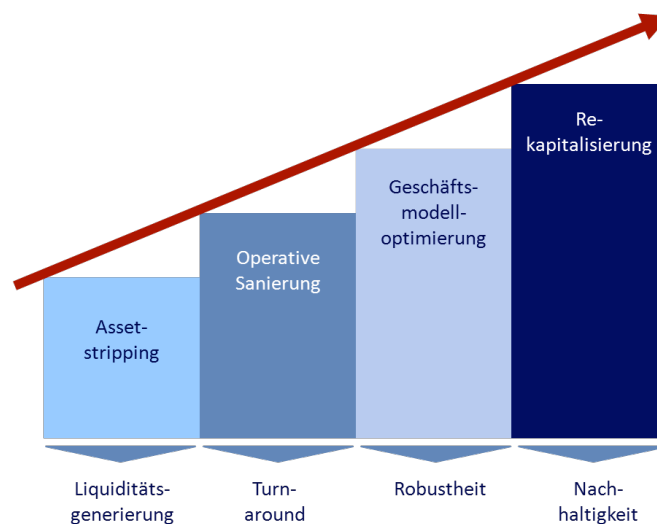 Re-
kapitalisierung
Geschäfts-
modell-
optimierung
Operative
Sanierung
Asset-
stripping
Liquiditäts-
generierung
Turn-
around
Robustheit
Nach-
haltigkeit